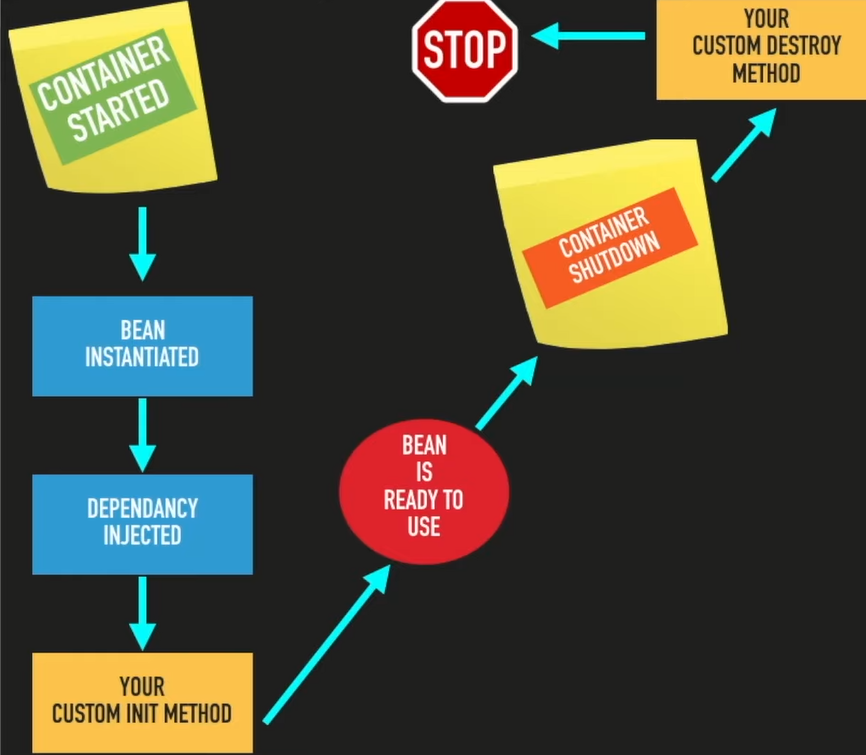 CONTAINER
STARTED
BEAN
INSTANTIATED
DEPENDANCY
INJECTED
YOUR
CUSTOM INIT METHOD
BEAN
IS
READY TO
USE
CONTAINER
SHUTDOWN
YOUR
CUSTOM DESTROY
METHOD
STOP